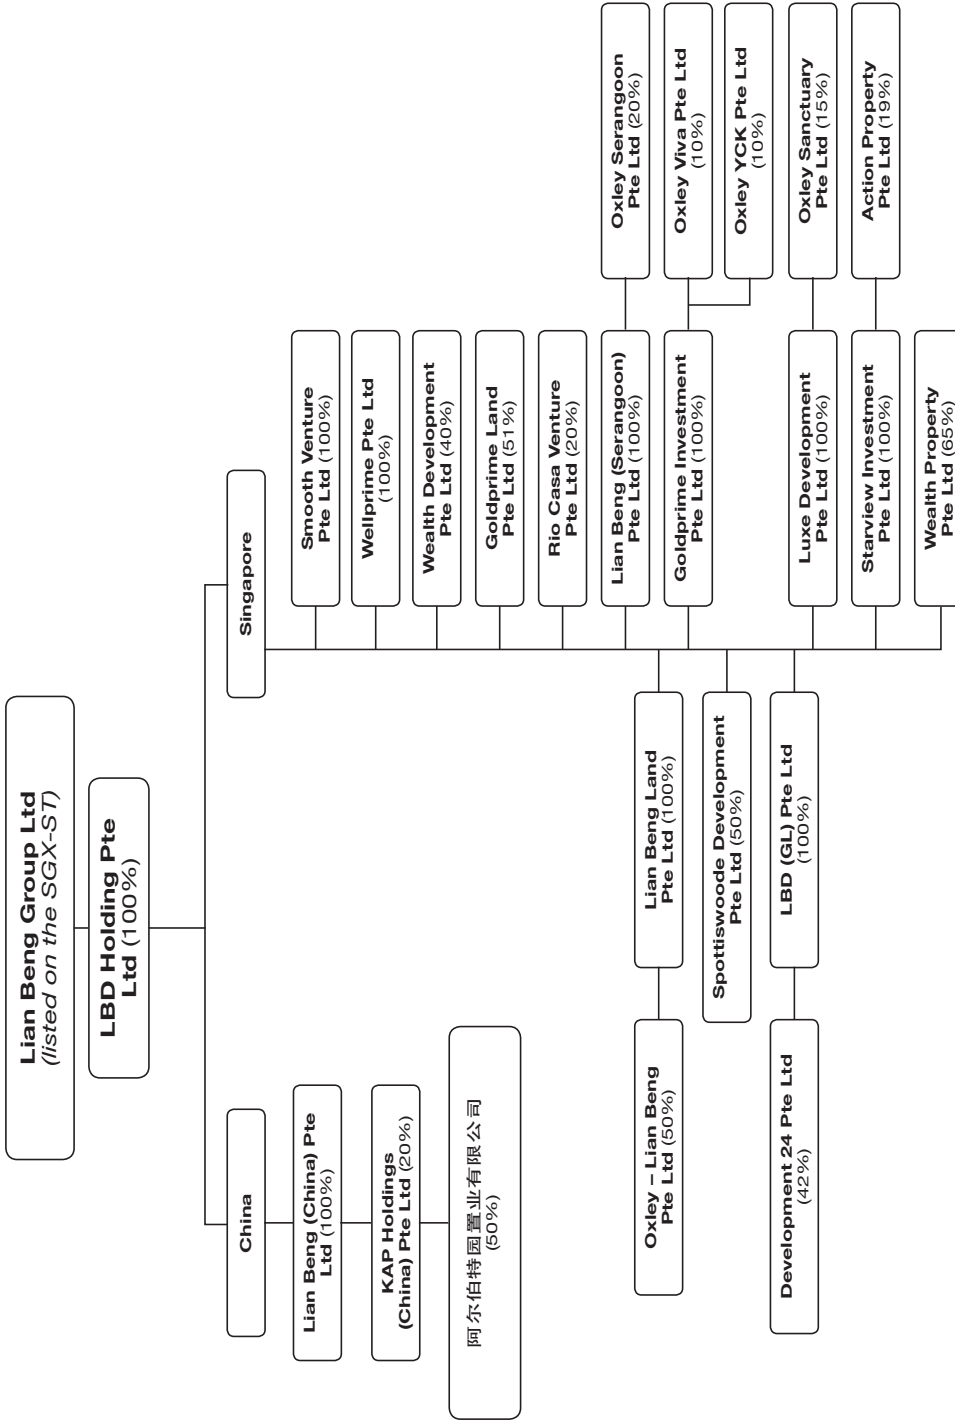 Lian Beng Group Ltd
(listed on the SGX-ST)
LBD Holding Pte
Ltd (100%)
China
Lian Beng (China) Pte
Ltd (100%)
KAP Holdings
(China) Pte Ltd (20%)
阿尔伯特园置业有限公司
(50%)
Singapore
Smooth Venture
Pte Ltd (100%)
Wellprime Pte Ltd
(100%)
Wealth Development
Pte Ltd (40%)
Goldprime Land
Pte Ltd (51%)
Rio Casa Venture
Pte Ltd (20%)
Lian Beng (Serangoon)
Pte Ltd (100%)
Oxley Serangoon
Pte Ltd (20%)
Oxley – Lian Beng
Pte Ltd (50%)
Lian Beng Land
Pte Ltd (100%)
Goldprime Investment
Pte Ltd (100%)
Oxley Viva Pte Ltd
(10%)
Oxley YCK Pte Ltd
(10%)
Spottiswoode Development
Pte Ltd (50%)
Development 24 Pte Ltd
(42%)
LBD (GL) Pte Ltd
(100%)
Luxe Development
Pte Ltd (100%)
Oxley Sanctuary
Pte Ltd (15%)
Starview Investment
Pte Ltd (100%)
Action Property
Pte Ltd (19%)
Wealth Property
Pte Ltd (65%)